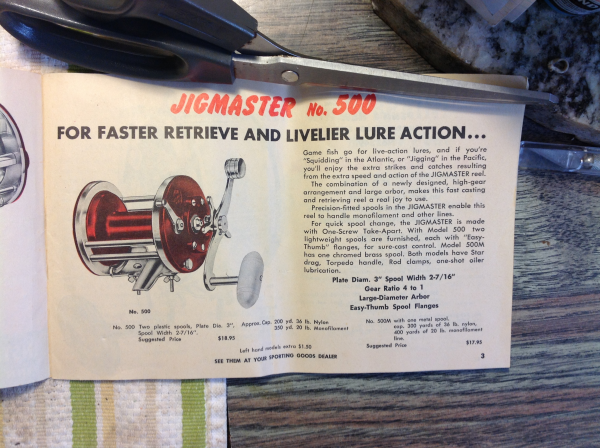 JIGMASTER No. 500
FOR FASTER RETRIEVE AND LIVELIER LURE ACTION...
Game fish go for live-action lures, and if you're
"Squidding" in the Atlantic, or "Jigging" in the Pacific,
you'll enjoy the extra strikes and catches resulting
from the extra speed and action of the JIGMASTER reel.
The combination of a newly designed, high-gear
arrangement and large arbor, makes this fast casting
and retrieving reel a real joy to use.
Precision-fitted spools in the JIGMASTER enable this
reel to handle monofilament and other lines.
For quick spool change, the JIGMASTER is made
with One-Screw Take-Apart. With Model 500 two
lightweight spools are furnished, each with "Easy-
Thumb" flanges, for sure-cast control. Model 500M
has one chromed brass spool. Both models have Star
drag, Torpedo handle, Rod clamps, one-shot oiler
lubrication.
Plate Diam. 3" Spool Width 2-7/16"
Gear Ratio 4 to 1
Large-Diameter Arbor
Easy-Thumb Spool Flanges
No. 500
No. 500 Two plastic spools, Plate Dia. 3",
Spool Width 2-7/16".
Suggested Price $18.95
Approx. Cap. 200 yd. 36 lb. Nylon
350 yd. 20 lb. Monofilament
No. 500M with one metal spool,
cap. 300 yards of 36 lb. nylon,
400 yards of 20 lb. monofilament
line.
Suggested Price $17.95
Left hand models extra $1.50
SEE THEM AT YOUR SPORTING GOODS DEALER
3